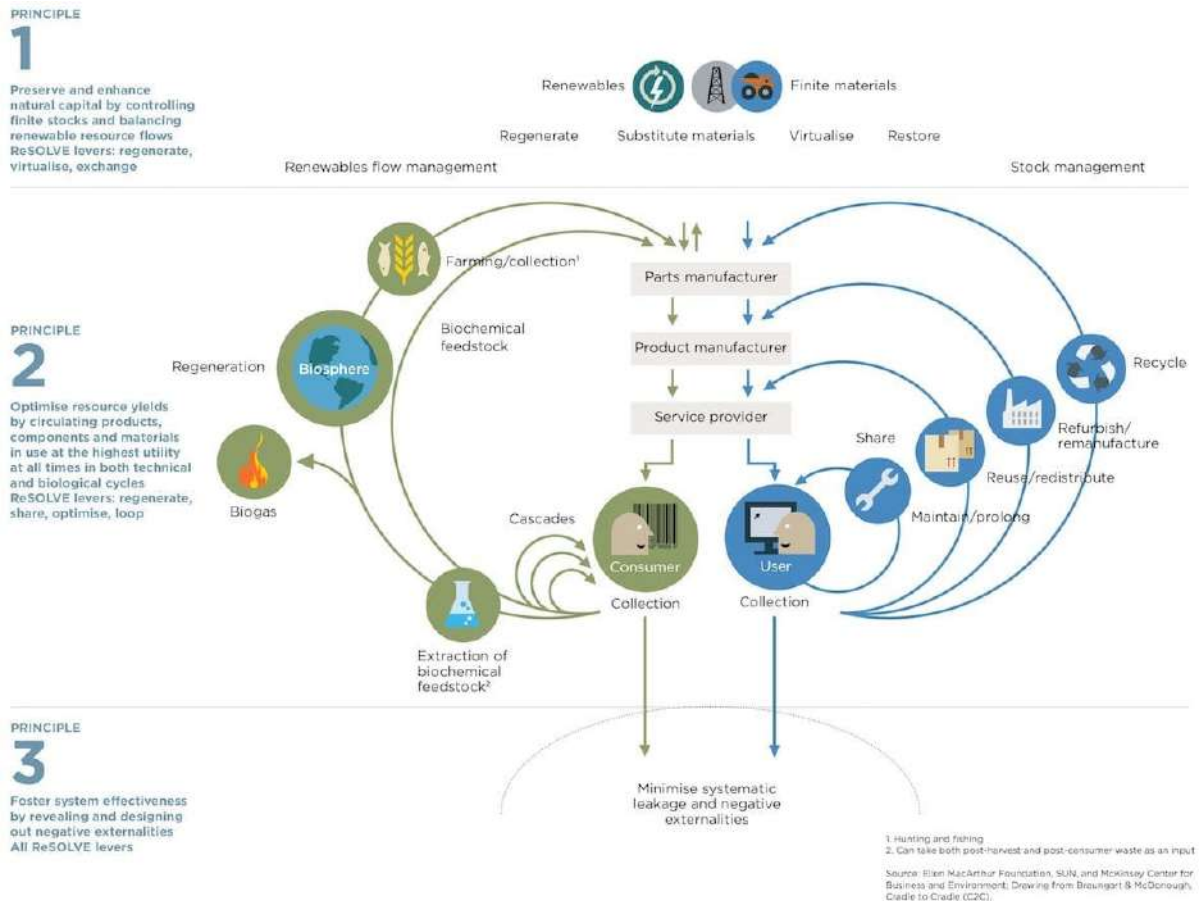 PRINCIPLE
1
Preserve and enhance
natural capital by controlling
finite stocks and balancing
renewable resource flows
ReSOLVE levers: regenerate,
virtualise, exchange
Renewables
Finite materials
Regenerate
Substitute materials
Virtualise
Restore
Renewables flow management
Stock management
PRINCIPLE
2
Optimise resource yields
by circulating products,
components and materials
in use at the highest utility
at all times in both technical
and biological cycles
ReSOLVE levers: regenerate,
share, optimise, loop
Farming/collection¹
Biochemical
feedstock
Regeneration
Biosphere
Biogas
Cascades
Extraction of
biochemical
feedstock²
Parts manufacturer
Product manufacturer
Service provider
Consumer
Collection
User
Collection
Share
Maintain/prolong
Reuse/redistribute
Refurbish/
remanufacture
Recycle
PRINCIPLE
3
Foster system effectiveness
by revealing and designing
out negative externalities
All ReSOLVE levers
Minimise systematic
leakage and negative
externalities
1. Hunting and fishing
2. Can take both post-harvest and post-consumer waste as an input
Source: Ellen MacArthur Foundation, SUN, and McKinsey Center for
Business and Environment; Drawing from Braungart & McDonough,
Cradle to Cradle (C2C).